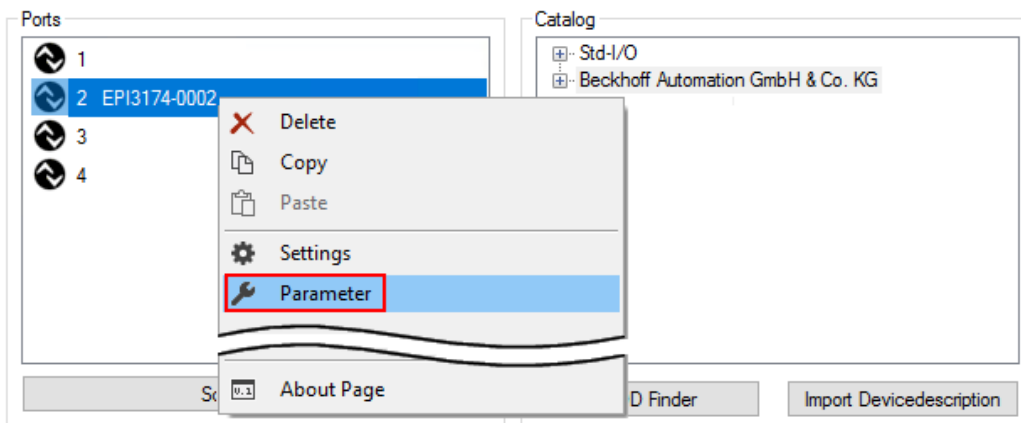 Ports
1
2 EPI3174-0002
3
4
Delete
Copy
Paste
Settings
Parameter
About Page
Catalog
Std-I/O
Beckhoff Automation GmbH & Co. KG
D Finder
Import Devicedescription